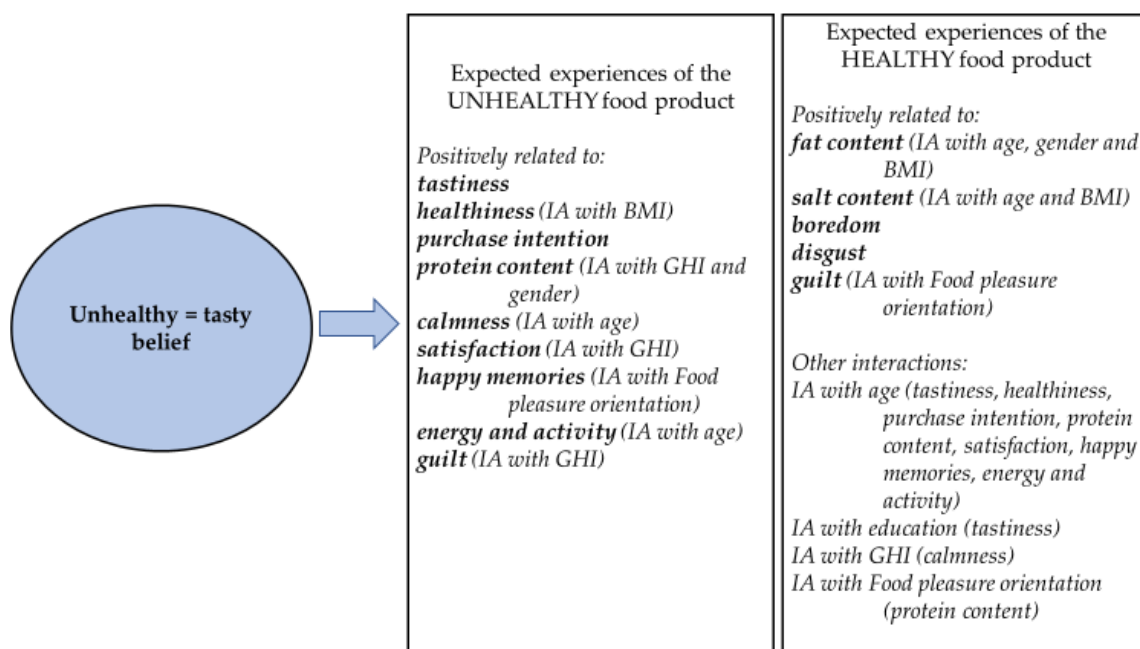 Unhealthy = tasty
belief
Expected experiences of the
UNHEALTHY food product
Positively related to:
tastiness
healthiness (IA with BMI)
purchase intention
protein content (IA with GHI and
gender)
calmness (IA with age)
satisfaction (IA with GHI)
happy memories (IA with Food
pleasure orientation)
energy and activity (IA with age)
guilt (IA with GHI)
Expected experiences of the
HEALTHY food product
Positively related to:
fat content (IA with age, gender and
BMI)
salt content (IA with age and BMI)
boredom
disgust
guilt (IA with Food pleasure
orientation)
Other interactions:
IA with age (tastiness, healthiness,
purchase intention, protein
content, satisfaction, happy
memories, energy and
activity)
IA with education (tastiness)
IA with GHI (calmness)
IA with Food pleasure orientation
(protein content)